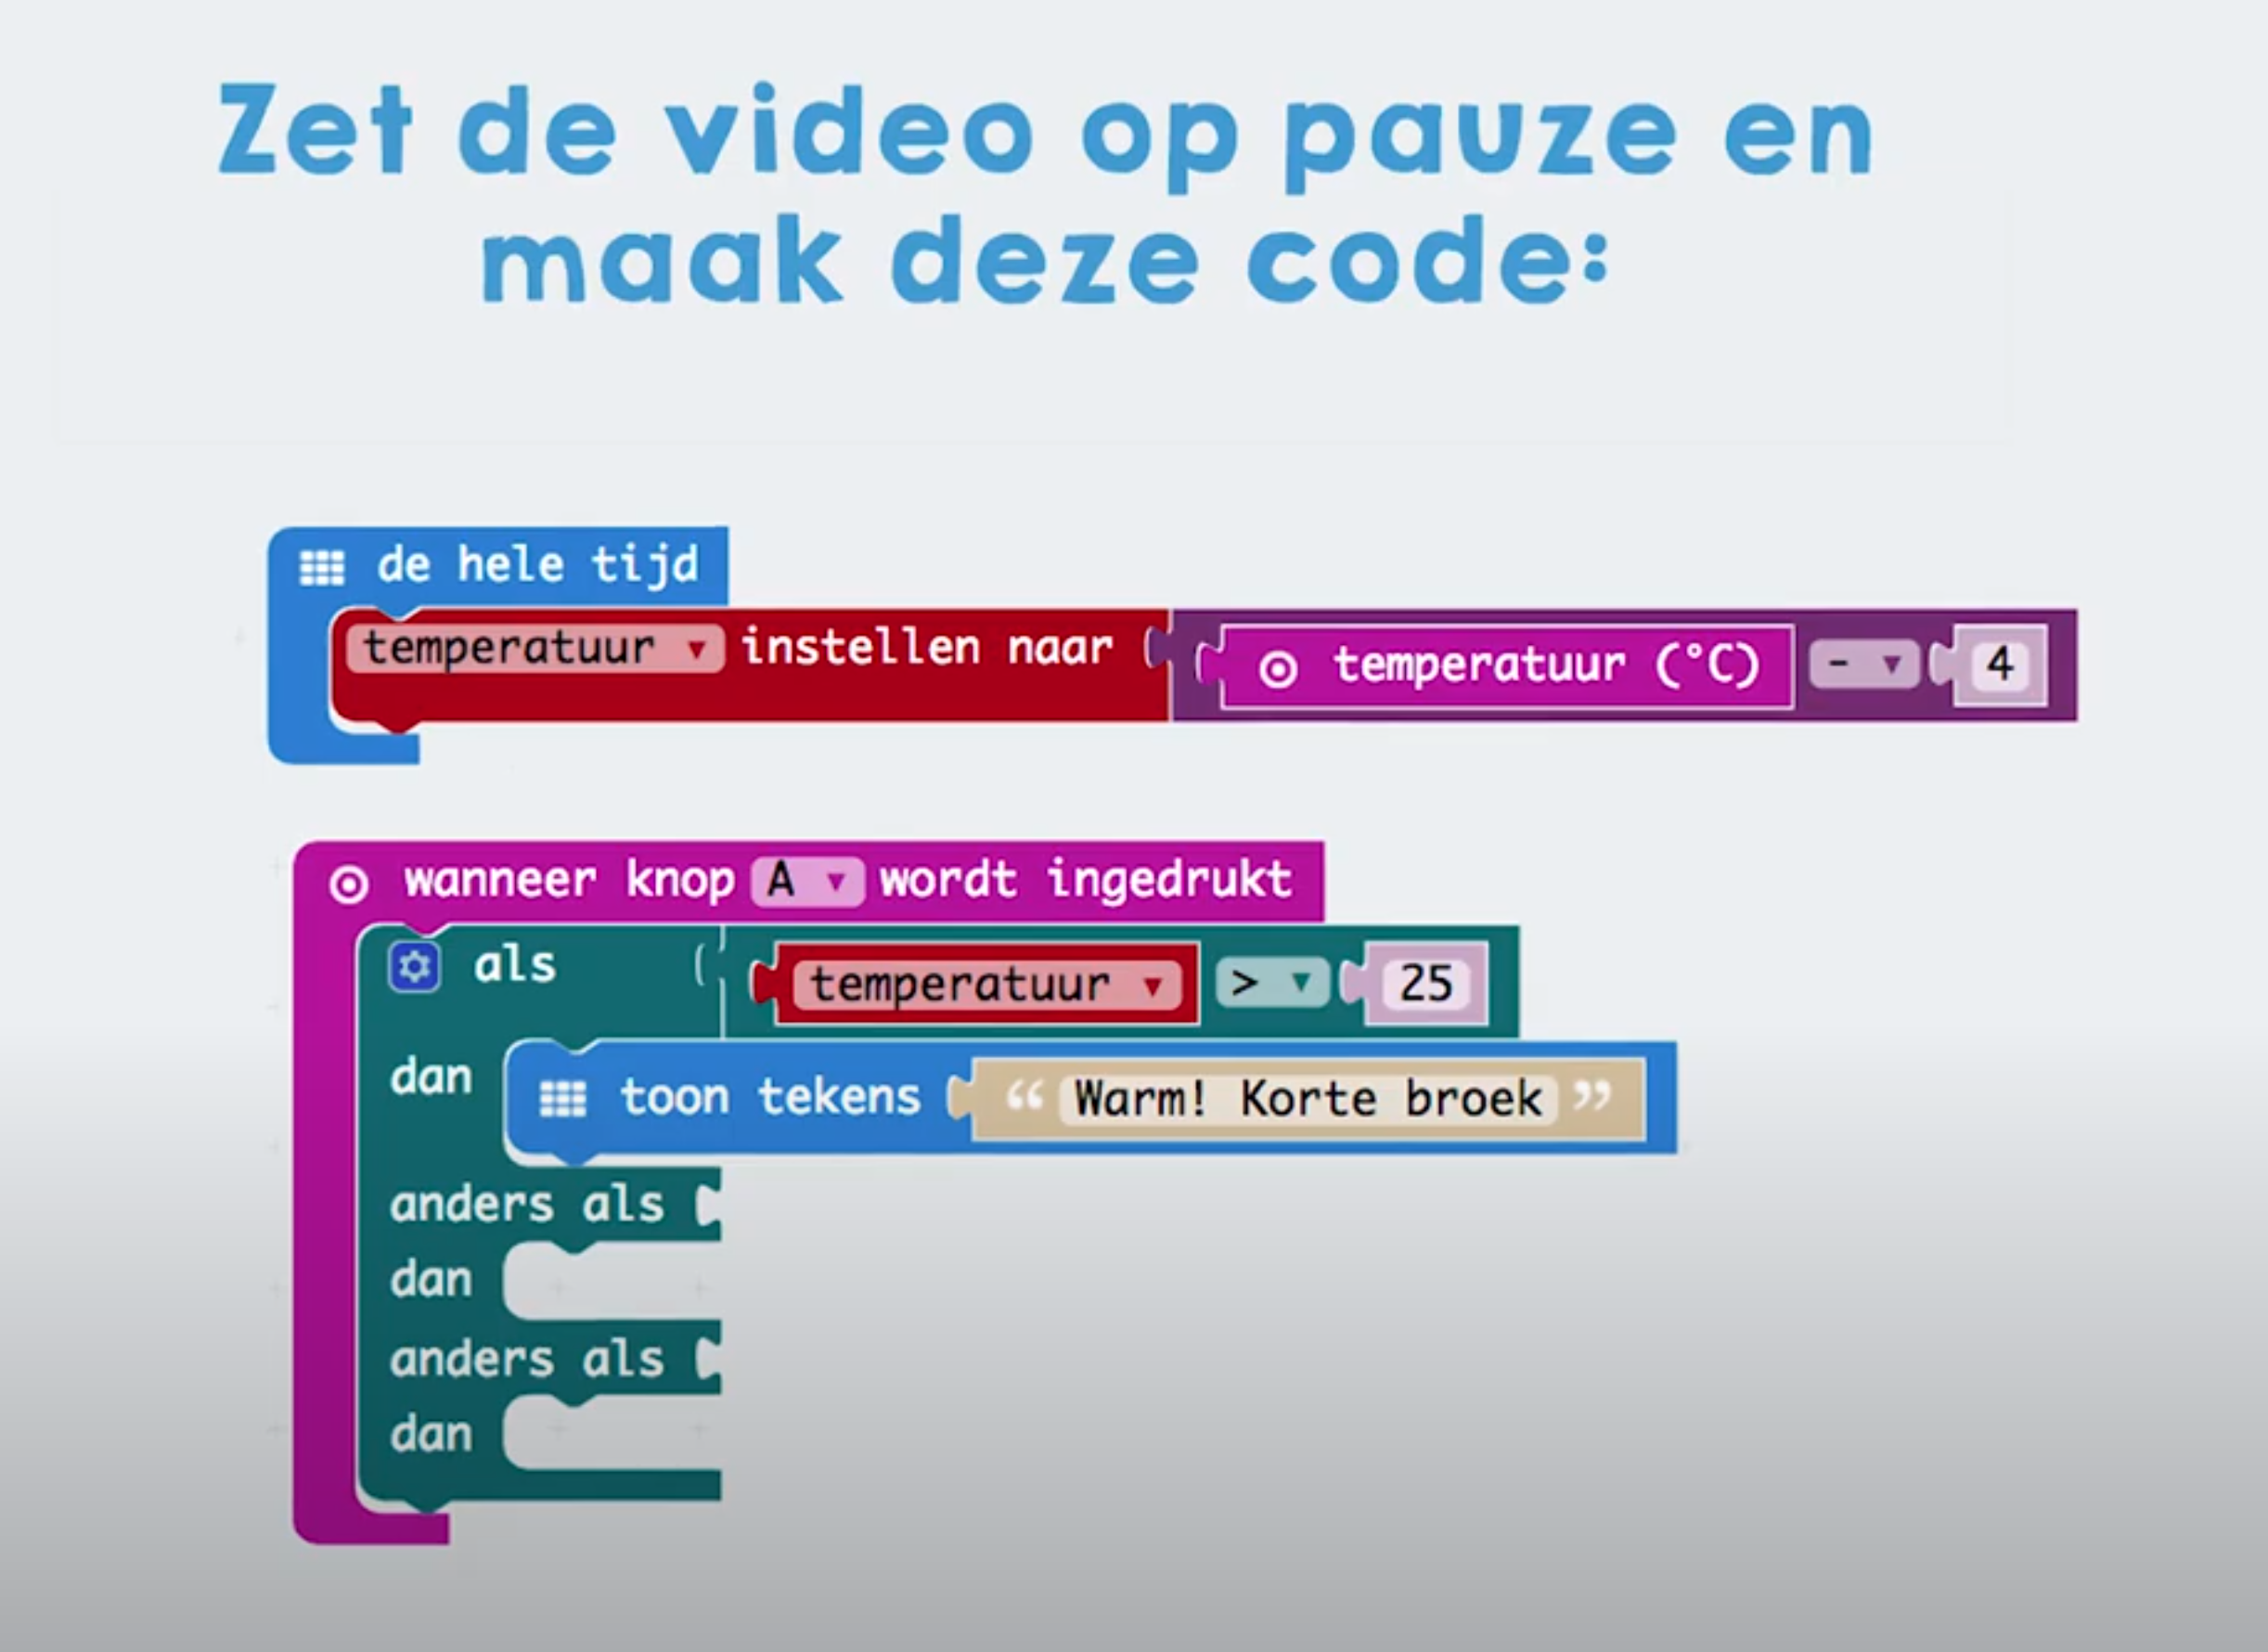 Zet de video op pauze en
maak deze code:
de hele tijd
temperatuur instellen naar temperatuur (°C) - 4
wanneer knop A wordt ingedrukt
als temperatuur > 25
dan toon tekens “ Warm! Korte broek ”
anders als
dan
anders als
dan